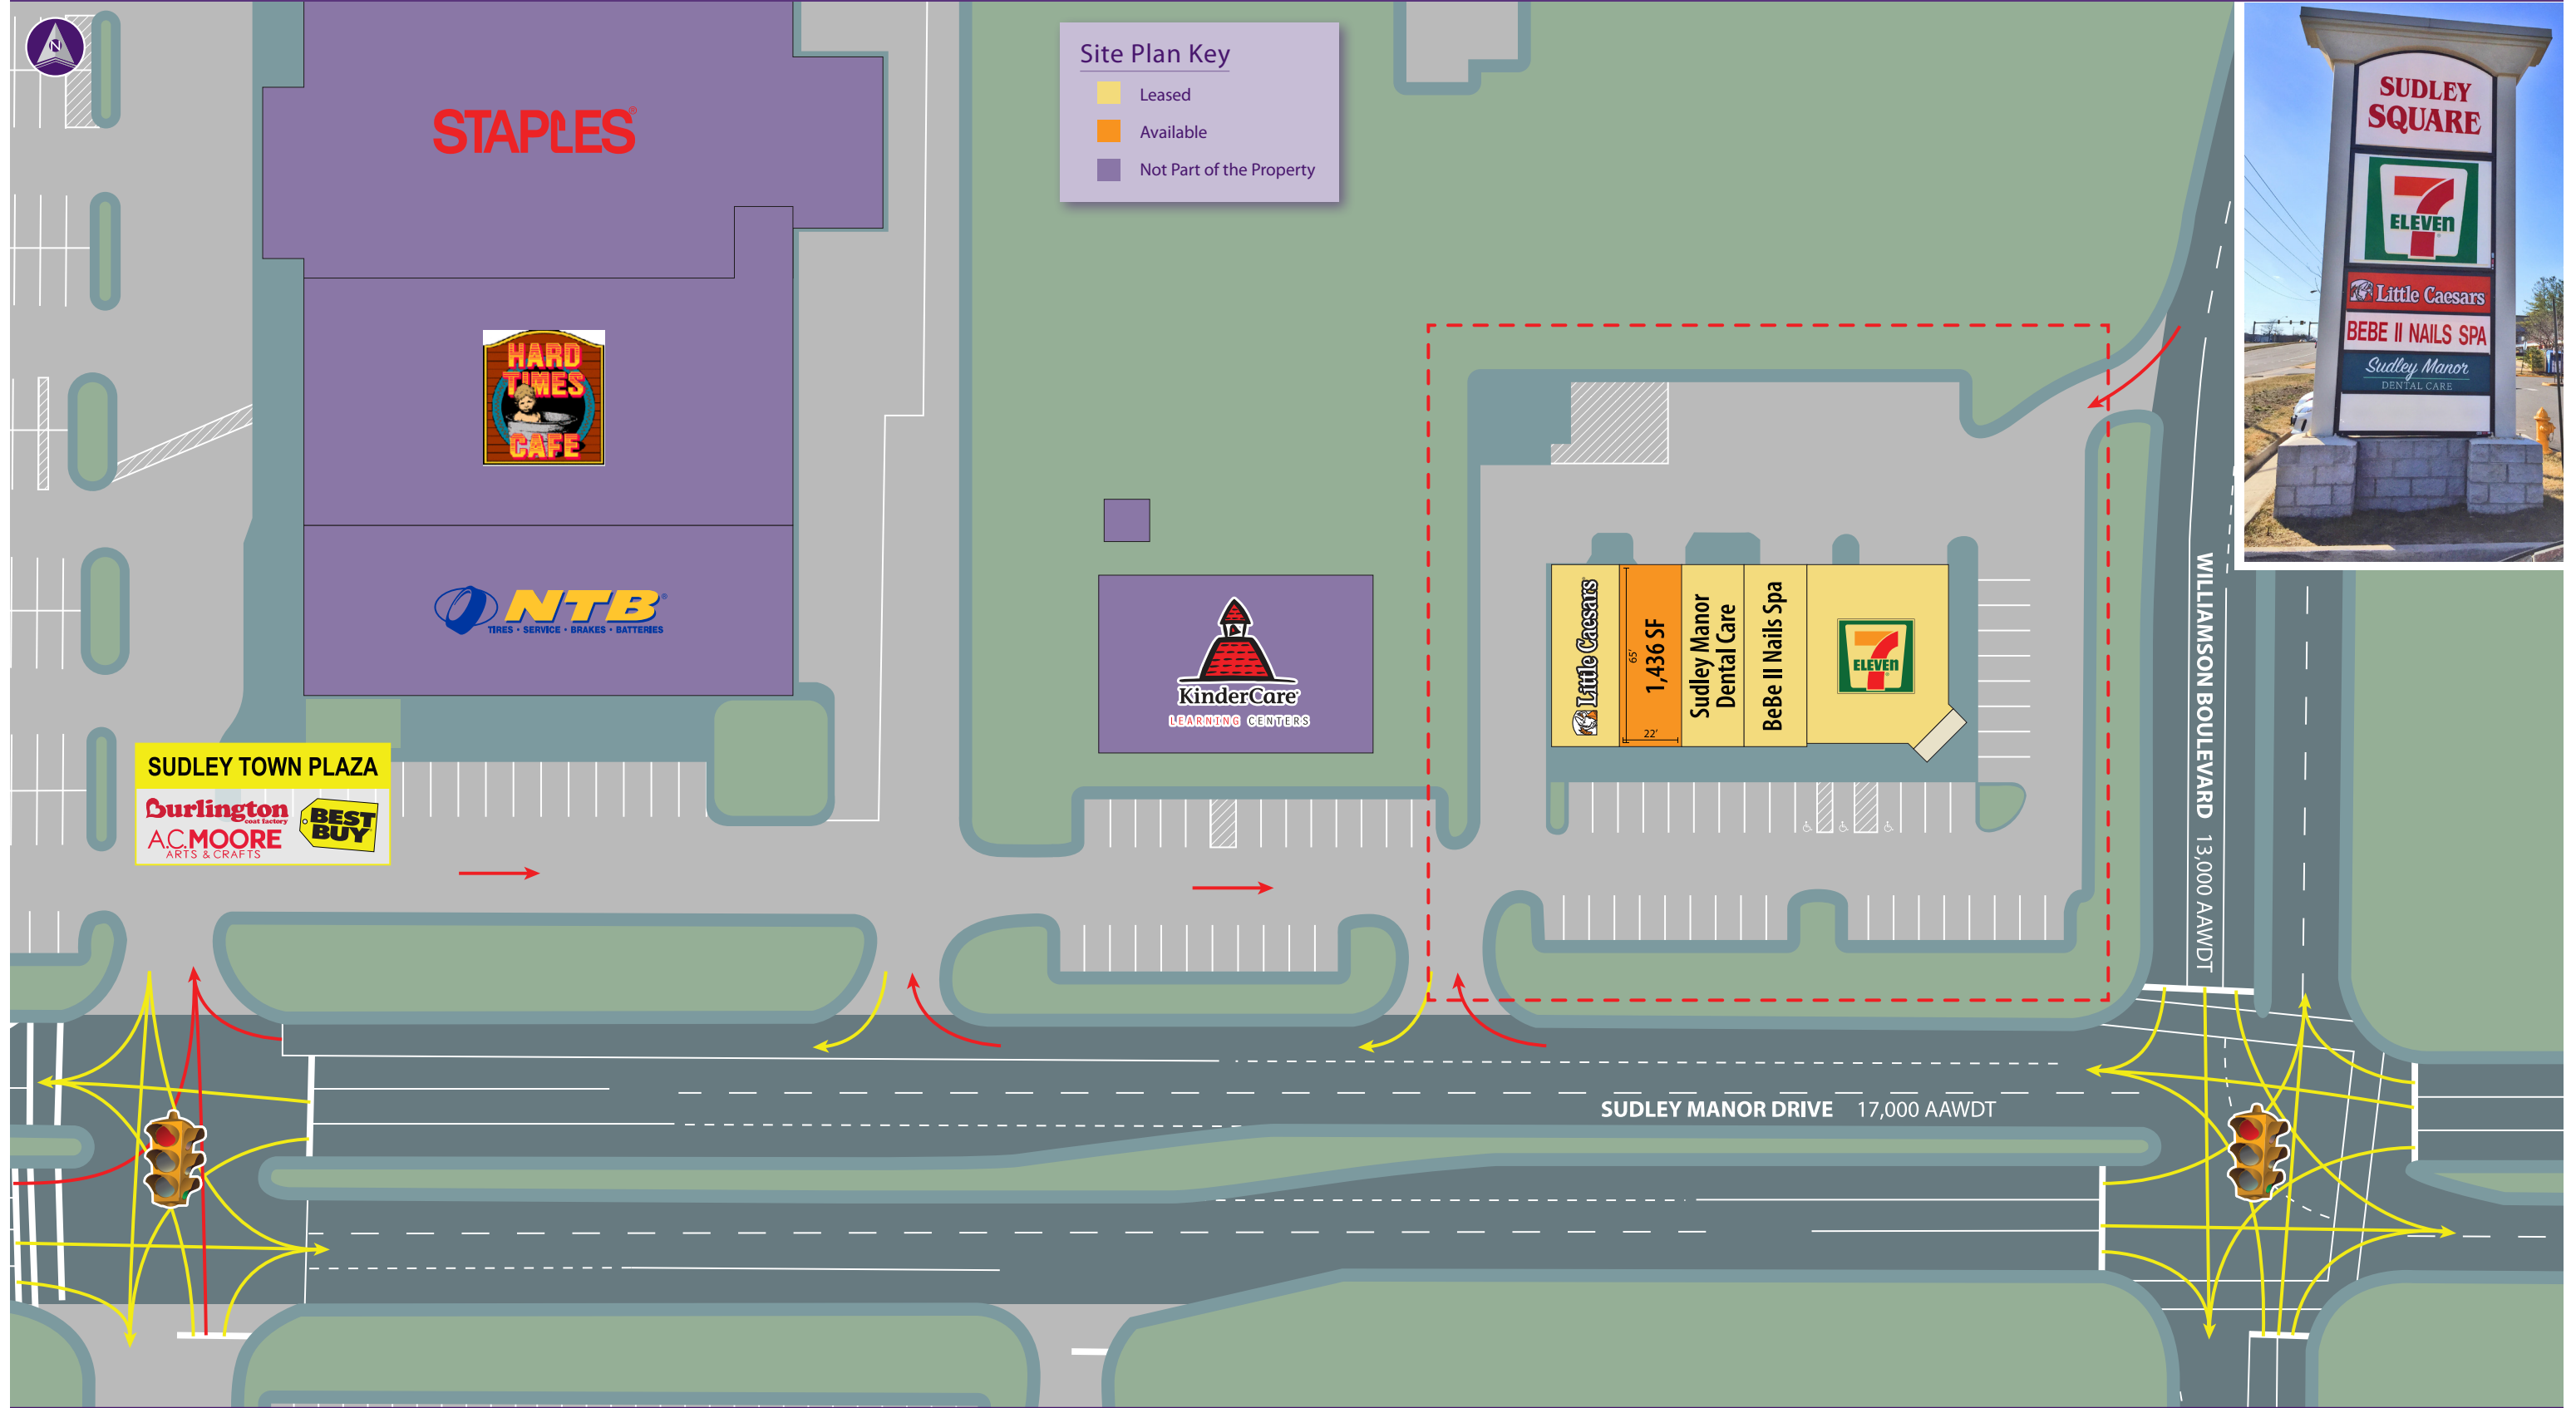 N
Site Plan Key
Leased
Available
Not Part of the Property
STAPLES®
HARD
TIMES
CAFE
NTB®
TIRES • SERVICE • BRAKES • BATTERIES
SUDLEY TOWN PLAZA
Burlington
coat factory
A.C.MOORE
ARTS & CRAFTS
BEST
BUY
KinderCare®
LEARNING CENTERS
Little Caesars
65'
1,436 SF
22'
Sudley Manor
Dental Care
BeBe II Nails Spa
7
ELEVEN
SUDLEY
SQUARE
7
ELEVEN
Little Caesars
BEBE II NAILS SPA
Sudley Manor
DENTAL CARE
WILLIAMSON BOULEVARD 13,000 AAWDT
SUDLEY MANOR DRIVE 17,000 AAWDT